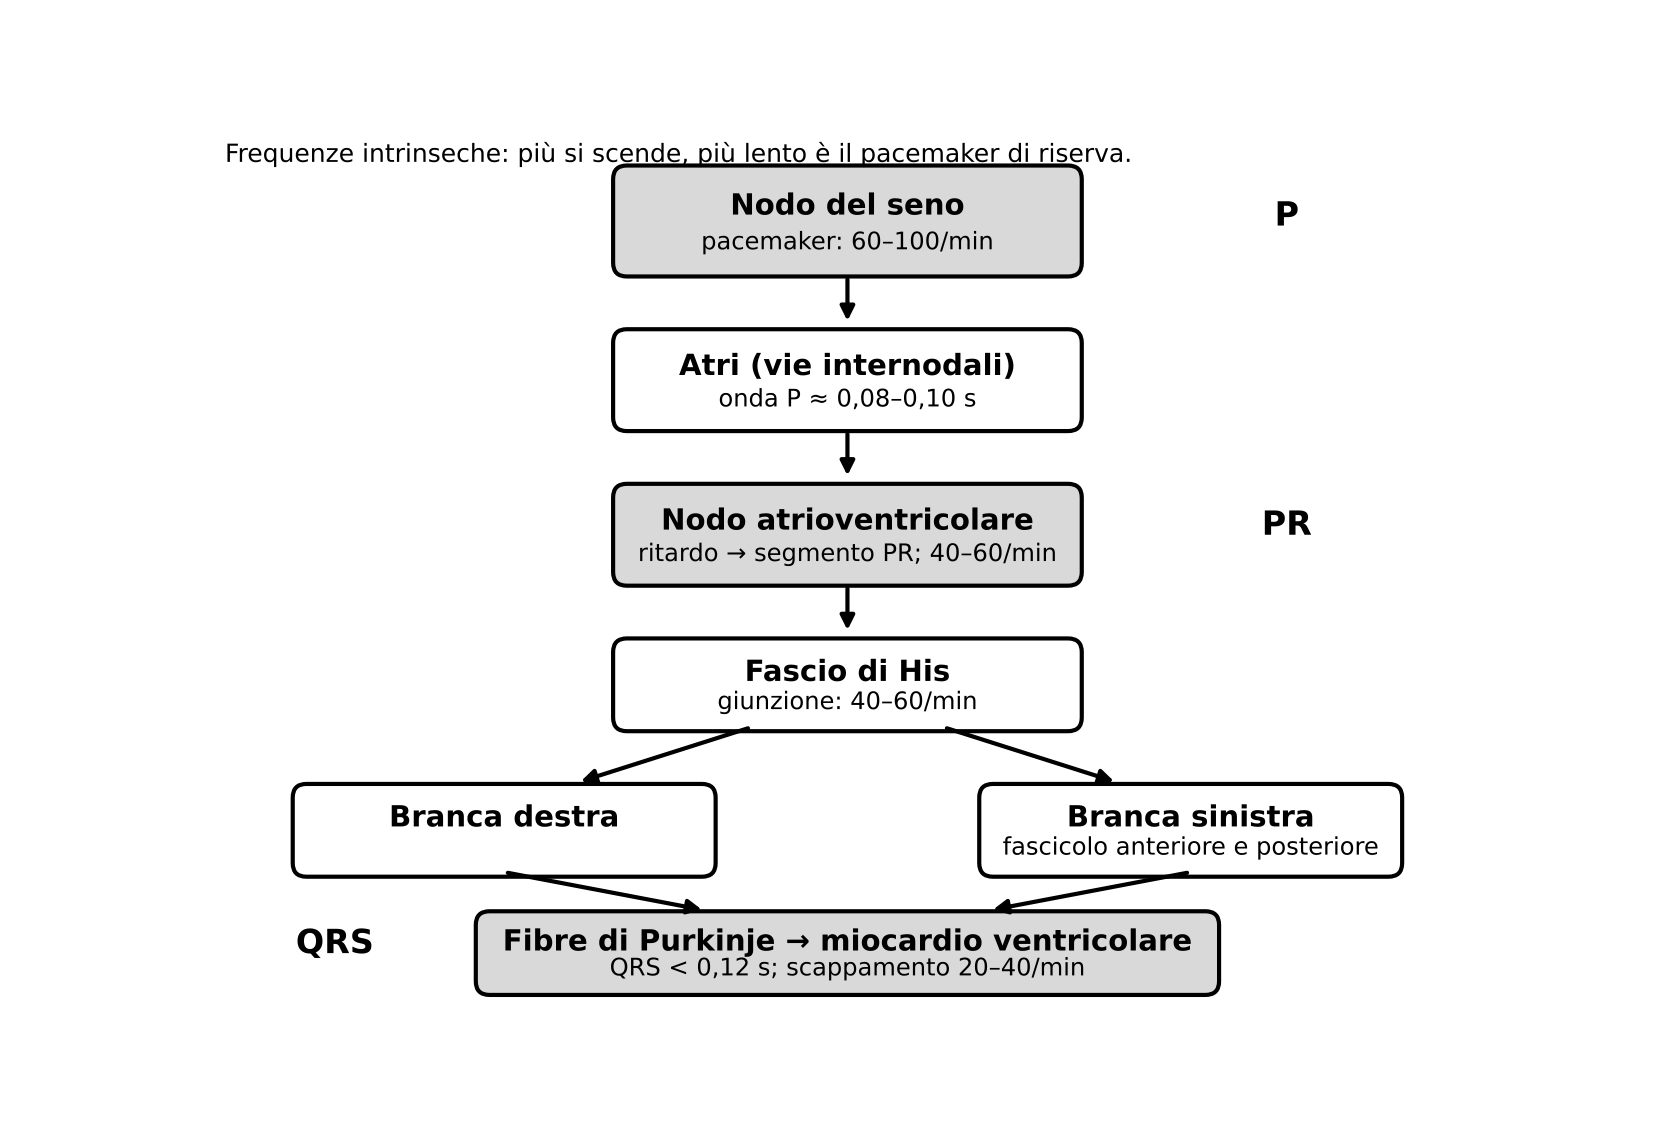 Frequenze intrinseche: più si scende, più lento è il pacemaker di riserva.
Nodo del seno
pacemaker: 60–100/min
P
Atri (vie internodali)
onda P ≈ 0,08–0,10 s
Nodo atrioventricolare
ritardo → segmento PR; 40–60/min
PR
Fascio di His
giunzione: 40–60/min
Branca destra
Branca sinistra
fascicolo anteriore e posteriore
QRS
Fibre di Purkinje → miocardio ventricolare
QRS < 0,12 s; scappamento 20–40/min